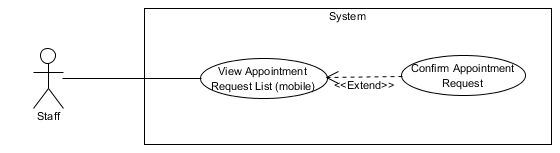 System
View Appointment
Request List (mobile)
<<Extend>>
Confirm Appointment
Request
Staff